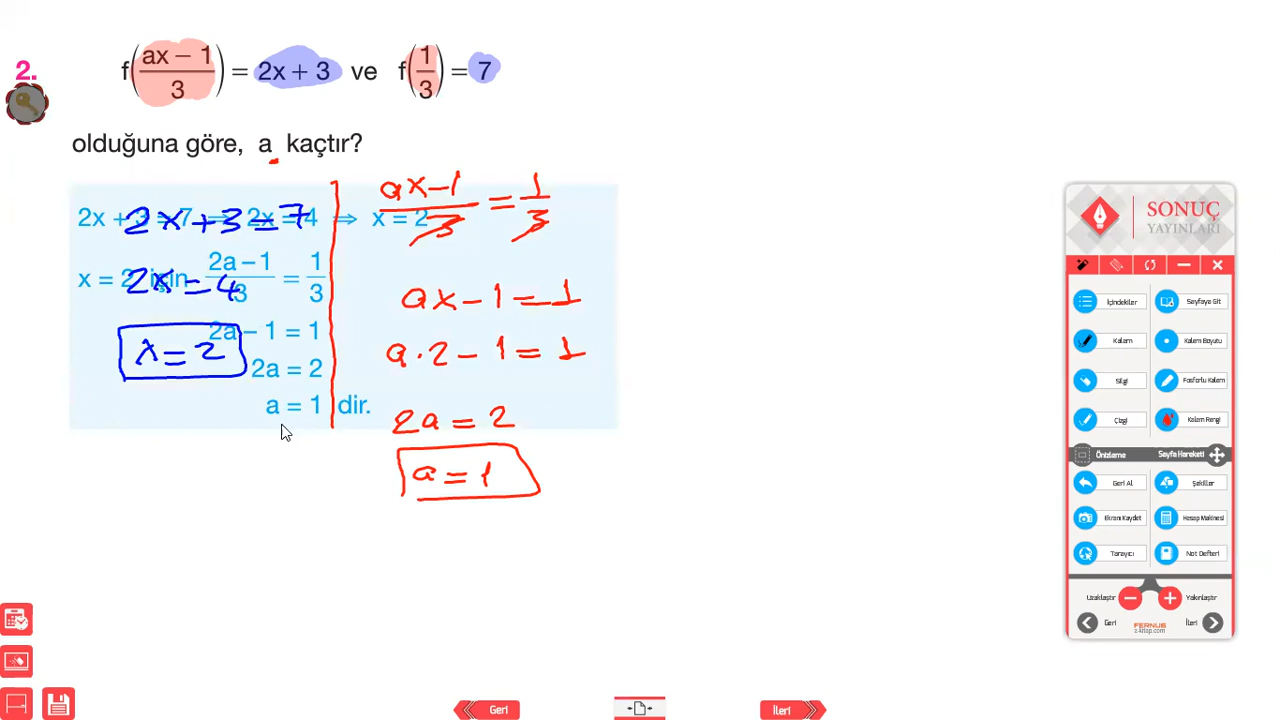 2. f((ax − 1)/3) = 2x + 3 ve f(1/3) = 7
olduğuna göre, a kaçtır?
2x + 3 = 7 ⇒ 2x = 4 ⇒ x = 2
x = 2 için (2a − 1)/3 = 1/3
2a − 1 = 1
2a = 2
a = 1 dir.
2x + 3 = 7
2x = 4
x = 2
(ax − 1)/3 = 1/3
ax − 1 = 1
a · 2 − 1 = 1
2a = 2
a = 1
SONUÇ
YAYINLARI
İçindekiler
Sayfaya Git
Kalem
Kalem Boyutu
Silgi
Fosforlu Kalem
Çizgi
Kalem Rengi
Önizleme
Sayfa Hareketi
Geri Al
Şekiller
Ekranı Kaydet
Hesap Makinesi
Tarayıcı
Not Defteri
Uzaklaştır
Yakınlaştır
Geri
FERNUS
z-kitap.com
İleri
Geri
İleri